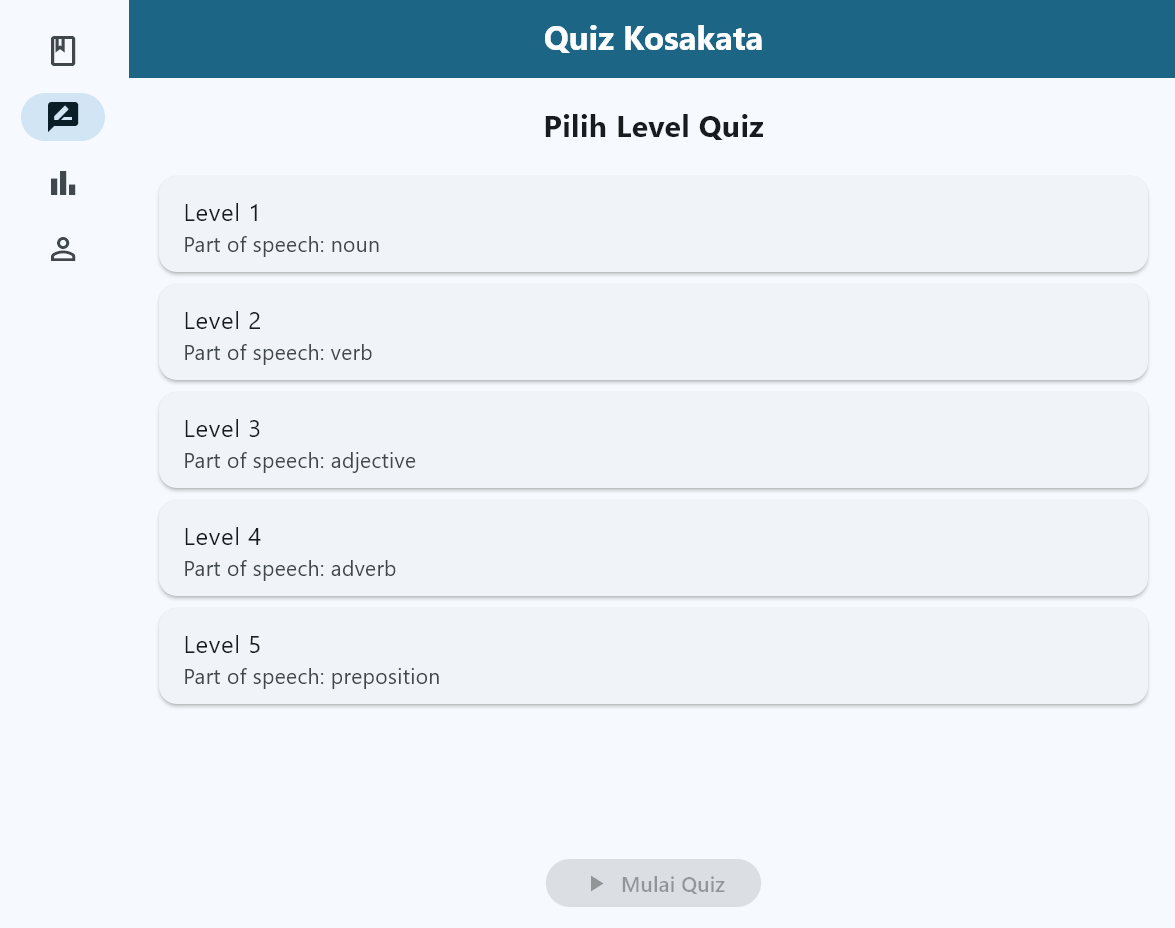 Quiz Kosakata
Pilih Level Quiz
Level 1
Part of speech: noun
Level 2
Part of speech: verb
Level 3
Part of speech: adjective
Level 4
Part of speech: adverb
Level 5
Part of speech: preposition
Mulai Quiz